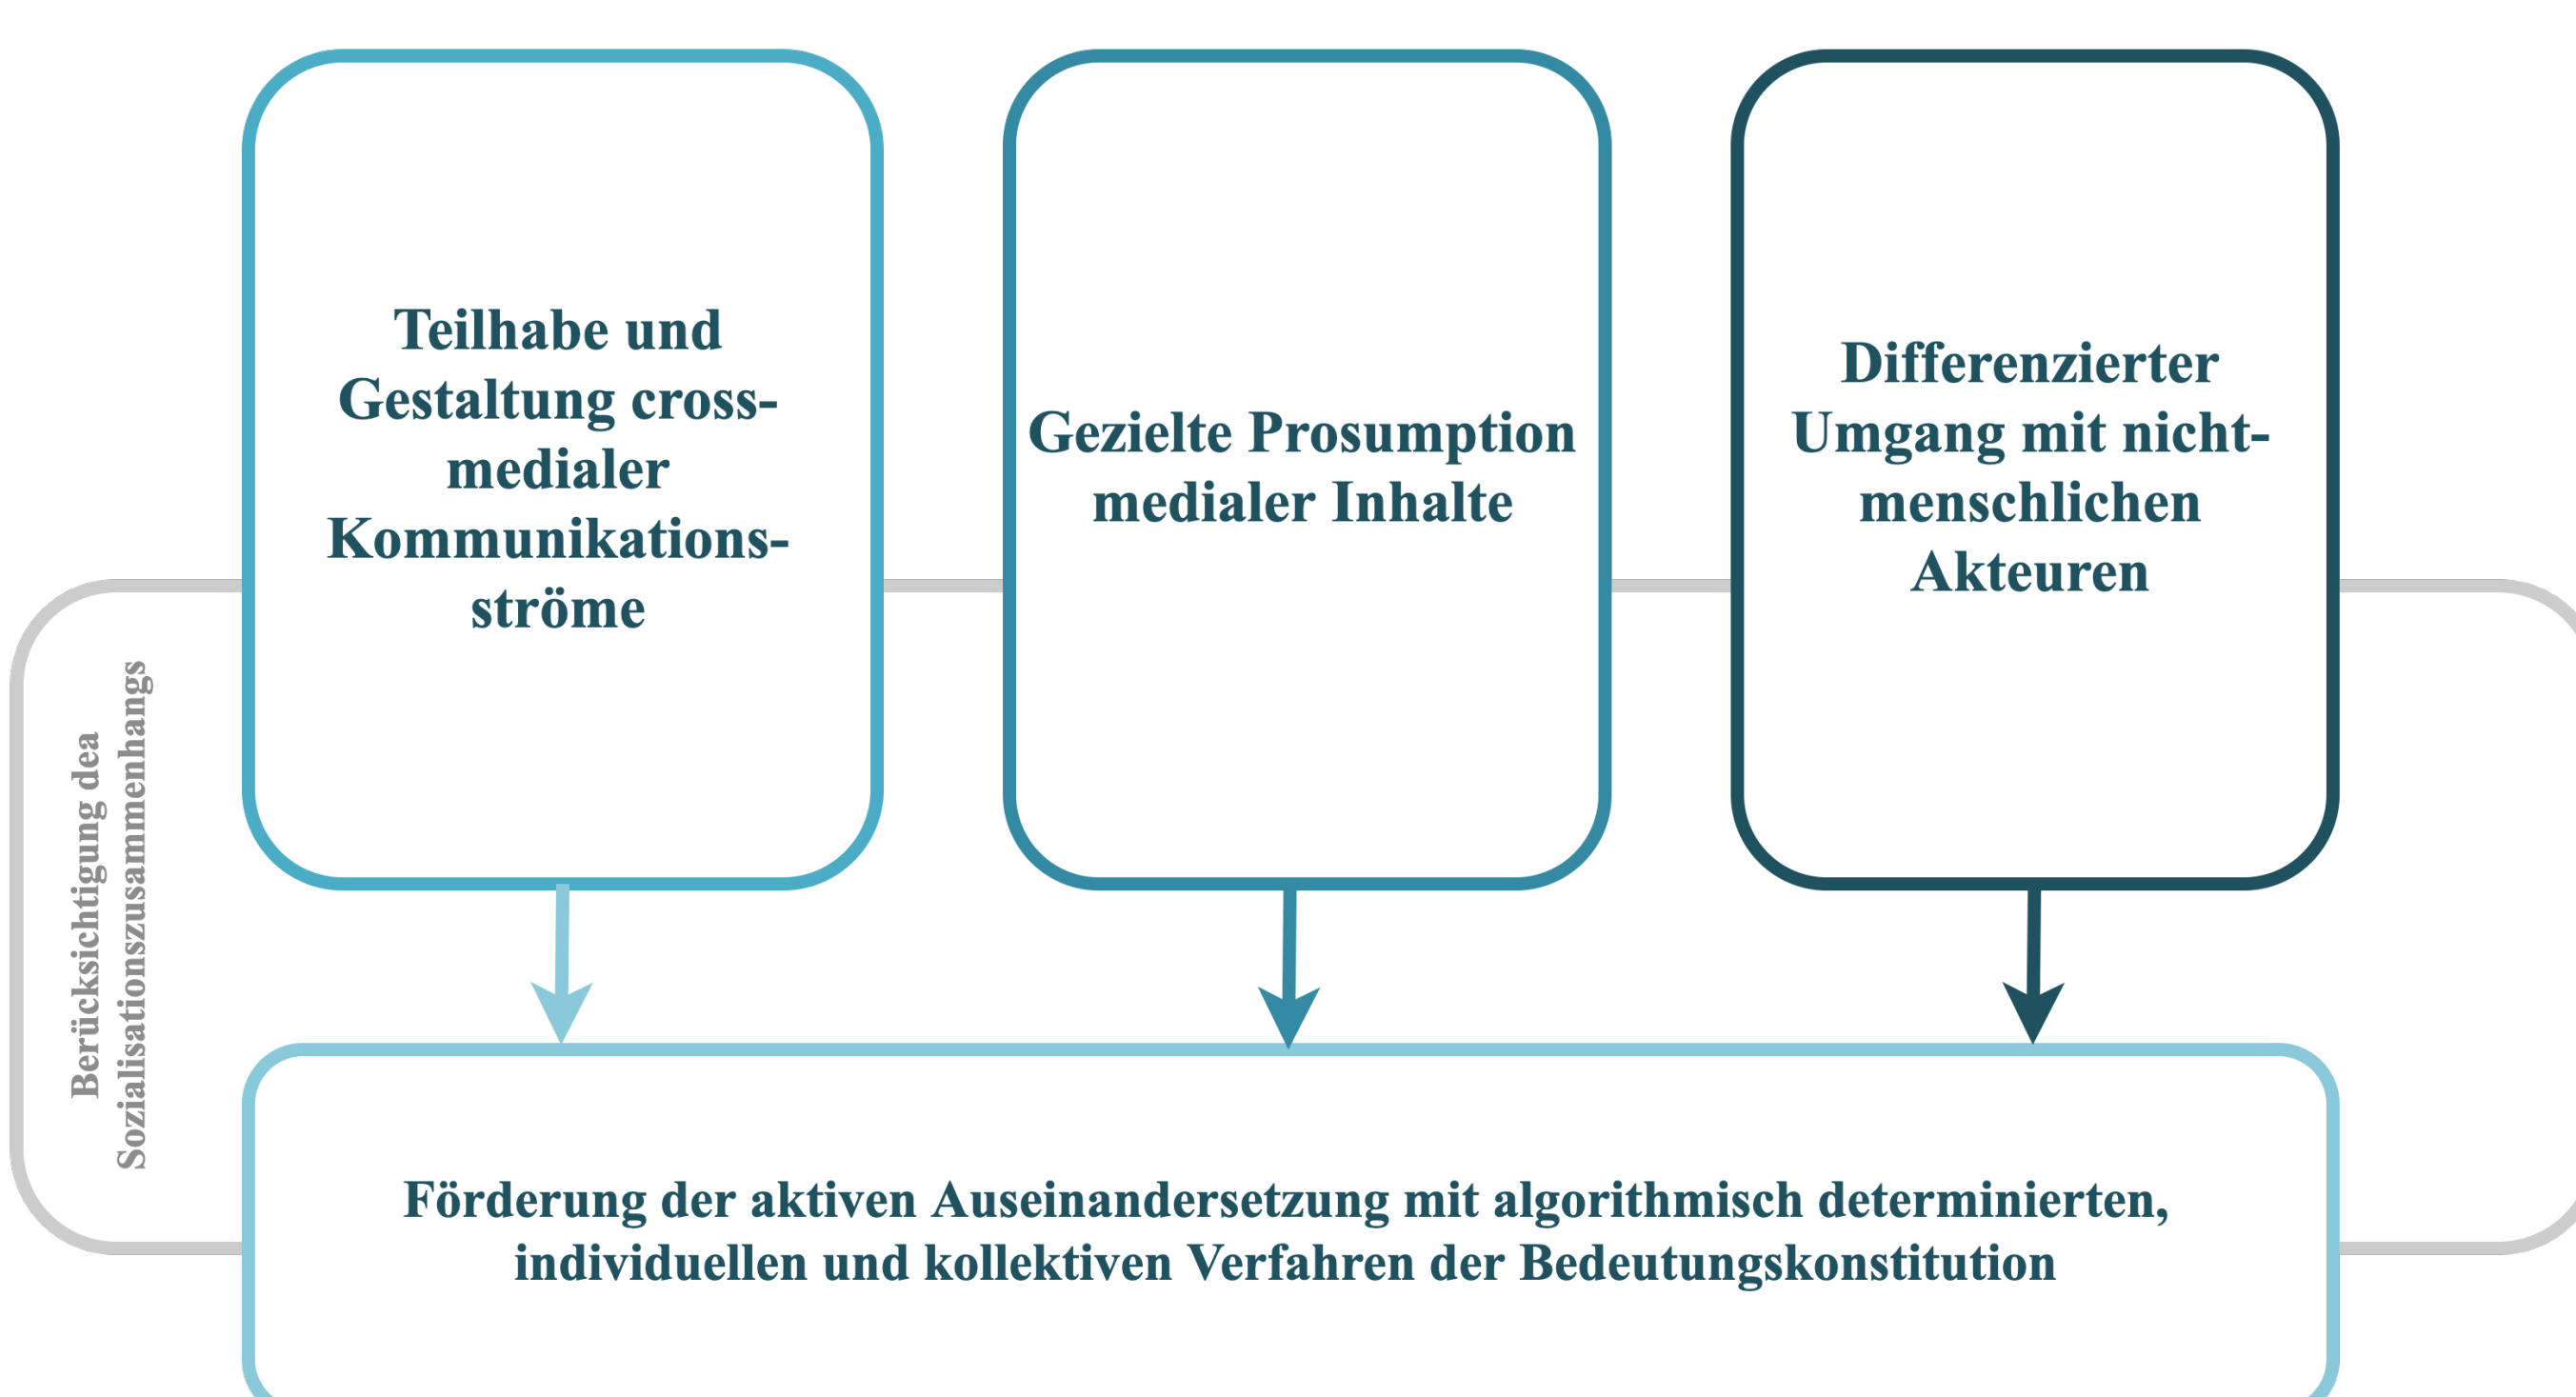 Teilhabe und
Gestaltung cross-
medialer
Kommunikations-
ströme
Gezielte Prosumption
medialer Inhalte
Differenzierter
Umgang mit nicht-
menschlichen
Akteuren
Berücksichtigung dea
Sozialisationszusammenhangs
Förderung der aktiven Auseinandersetzung mit algorithmisch determinierten,
individuellen und kollektiven Verfahren der Bedeutungskonstitution